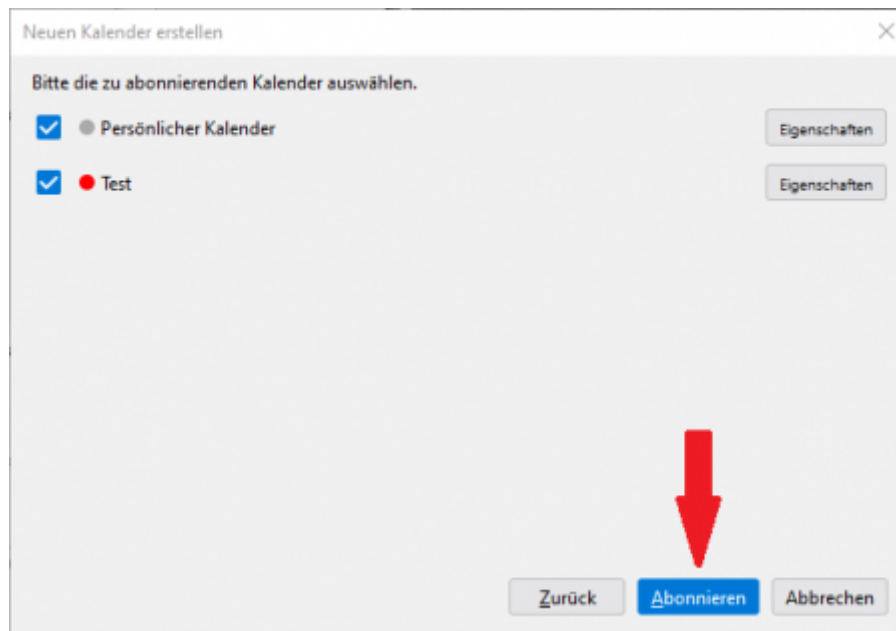 Neuen Kalender erstellen
Bitte die zu abonnierenden Kalender auswählen.
Persönlicher Kalender Eigenschaften
Test Eigenschaften
Zurück Abonnieren Abbrechen